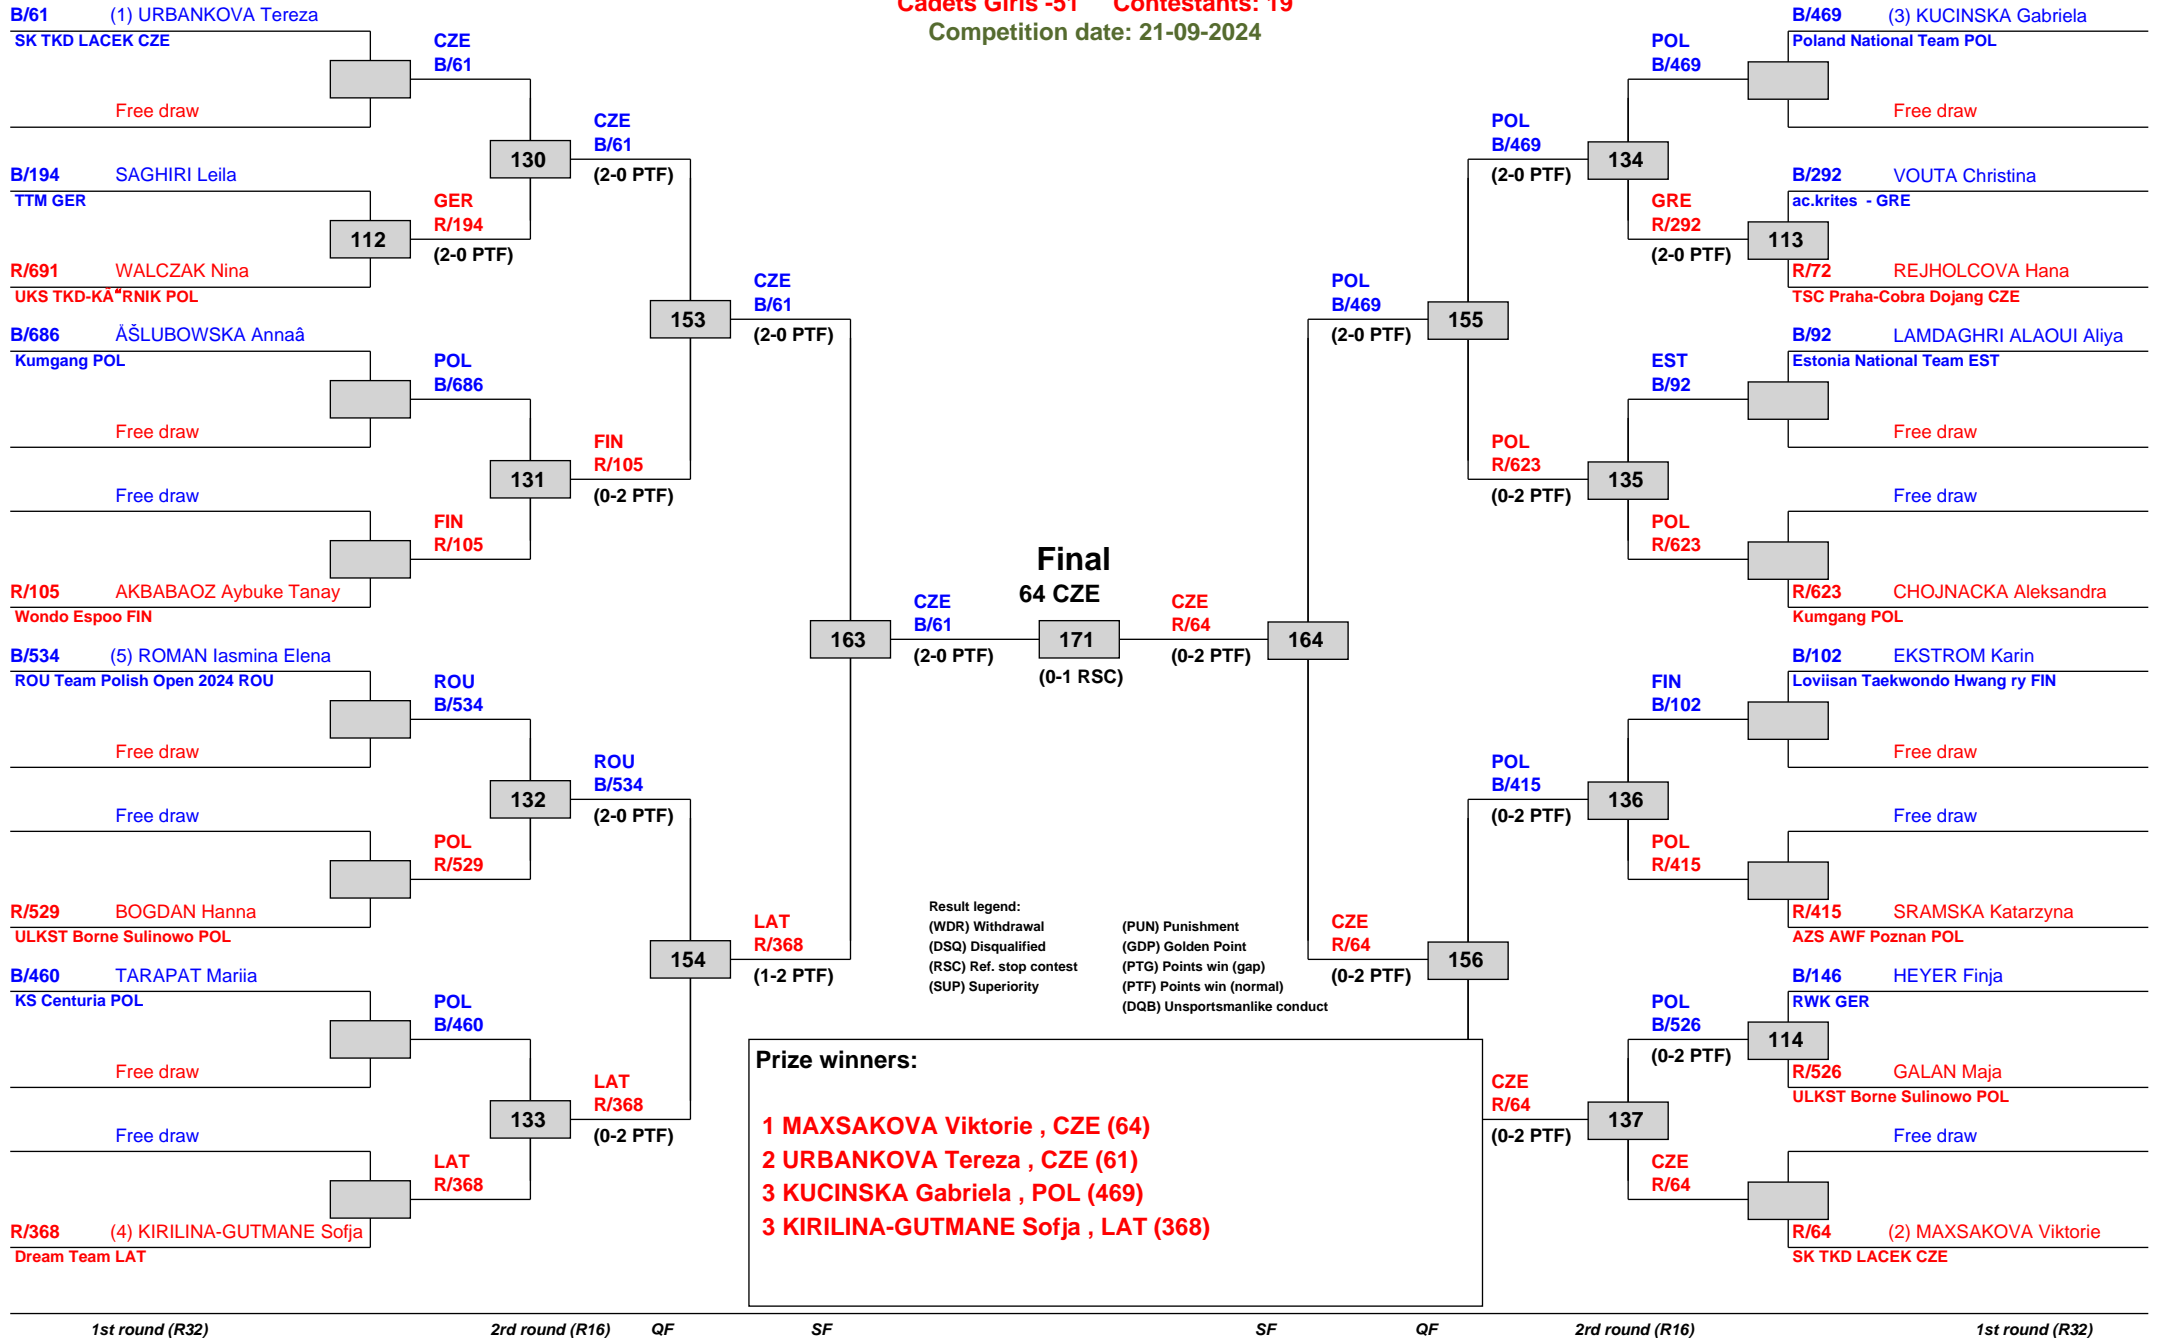 Cadets Girls -51 Contestants: 19
Competition date: 21-09-2024
B/61 (1) URBANKOVA Tereza
SK TKD LACEK CZE
Free draw
B/194 SAGHIRI Leila
TTM GER
R/691 WALCZAK Nina
UKS TKD-KÃ“RNIK POL
B/686 ÅŠLUBOWSKA Annaâ
Kumgang POL
Free draw
Free draw
R/105 AKBABAOZ Aybuke Tanay
Wondo Espoo FIN
B/534 (5) ROMAN Iasmina Elena
ROU Team Polish Open 2024 ROU
Free draw
Free draw
R/529 BOGDAN Hanna
ULKST Borne Sulinowo POL
B/460 TARAPAT Mariia
KS Centuria POL
Free draw
Free draw
R/368 (4) KIRILINA-GUTMANE Sofja
Dream Team LAT
112
CZE
B/61
GER
R/194
(2-0 PTF)
POL
B/686
FIN
R/105
ROU
B/534
POL
R/529
POL
B/460
LAT
R/368
130
131
132
133
CZE
B/61
(2-0 PTF)
FIN
R/105
(0-2 PTF)
ROU
B/534
(2-0 PTF)
LAT
R/368
(0-2 PTF)
153
154
CZE
B/61
(2-0 PTF)
LAT
R/368
(1-2 PTF)
163
CZE
B/61
(2-0 PTF)
Final
64 CZE
171
(0-1 RSC)
CZE
R/64
(0-2 PTF)
164
POL
B/469
(2-0 PTF)
CZE
R/64
(0-2 PTF)
155
156
POL
B/469
(2-0 PTF)
POL
R/623
(0-2 PTF)
POL
B/415
(0-2 PTF)
CZE
R/64
(0-2 PTF)
134
135
136
137
POL
B/469
GRE
R/292
(2-0 PTF)
EST
B/92
POL
R/623
FIN
B/102
POL
R/415
POL
B/526
(0-2 PTF)
CZE
R/64
113
114
B/469 (3) KUCINSKA Gabriela
Poland National Team POL
Free draw
B/292 VOUTA Christina
ac.krites - GRE
R/72 REJHOLCOVA Hana
TSC Praha-Cobra Dojang CZE
B/92 LAMDAGHRI ALAOUI Aliya
Estonia National Team EST
Free draw
Free draw
R/623 CHOJNACKA Aleksandra
Kumgang POL
B/102 EKSTROM Karin
Loviisan Taekwondo Hwang ry FIN
Free draw
Free draw
R/415 SRAMSKA Katarzyna
AZS AWF Poznan POL
B/146 HEYER Finja
RWK GER
R/526 GALAN Maja
ULKST Borne Sulinowo POL
Free draw
R/64 (2) MAXSAKOVA Viktorie
SK TKD LACEK CZE
Result legend:
(WDR) Withdrawal (PUN) Punishment
(DSQ) Disqualified (GDP) Golden Point
(RSC) Ref. stop contest (PTG) Points win (gap)
(SUP) Superiority (PTF) Points win (normal)
(DQB) Unsportsmanlike conduct
Prize winners:
1 MAXSAKOVA Viktorie , CZE (64)
2 URBANKOVA Tereza , CZE (61)
3 KUCINSKA Gabriela , POL (469)
3 KIRILINA-GUTMANE Sofja , LAT (368)
1st round (R32) 2rd round (R16) QF SF SF QF 2rd round (R16) 1st round (R32)